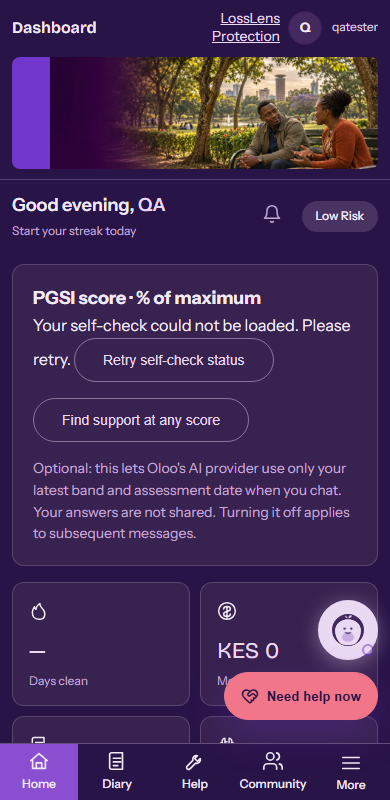 Dashboard
LossLens
Protection
Q
qatester
Good evening, QA
Start your streak today
Low Risk
PGSI score · % of maximum
Your self-check could not be loaded. Please
retry.
Retry self-check status
Find support at any score
Optional: this lets Oloo's AI provider use only your
latest band and assessment date when you chat.
Your answers are not shared. Turning it off applies
to subsequent messages.
—
Days clean
KES 0
Need help now
Home
Diary
Help
Community
More